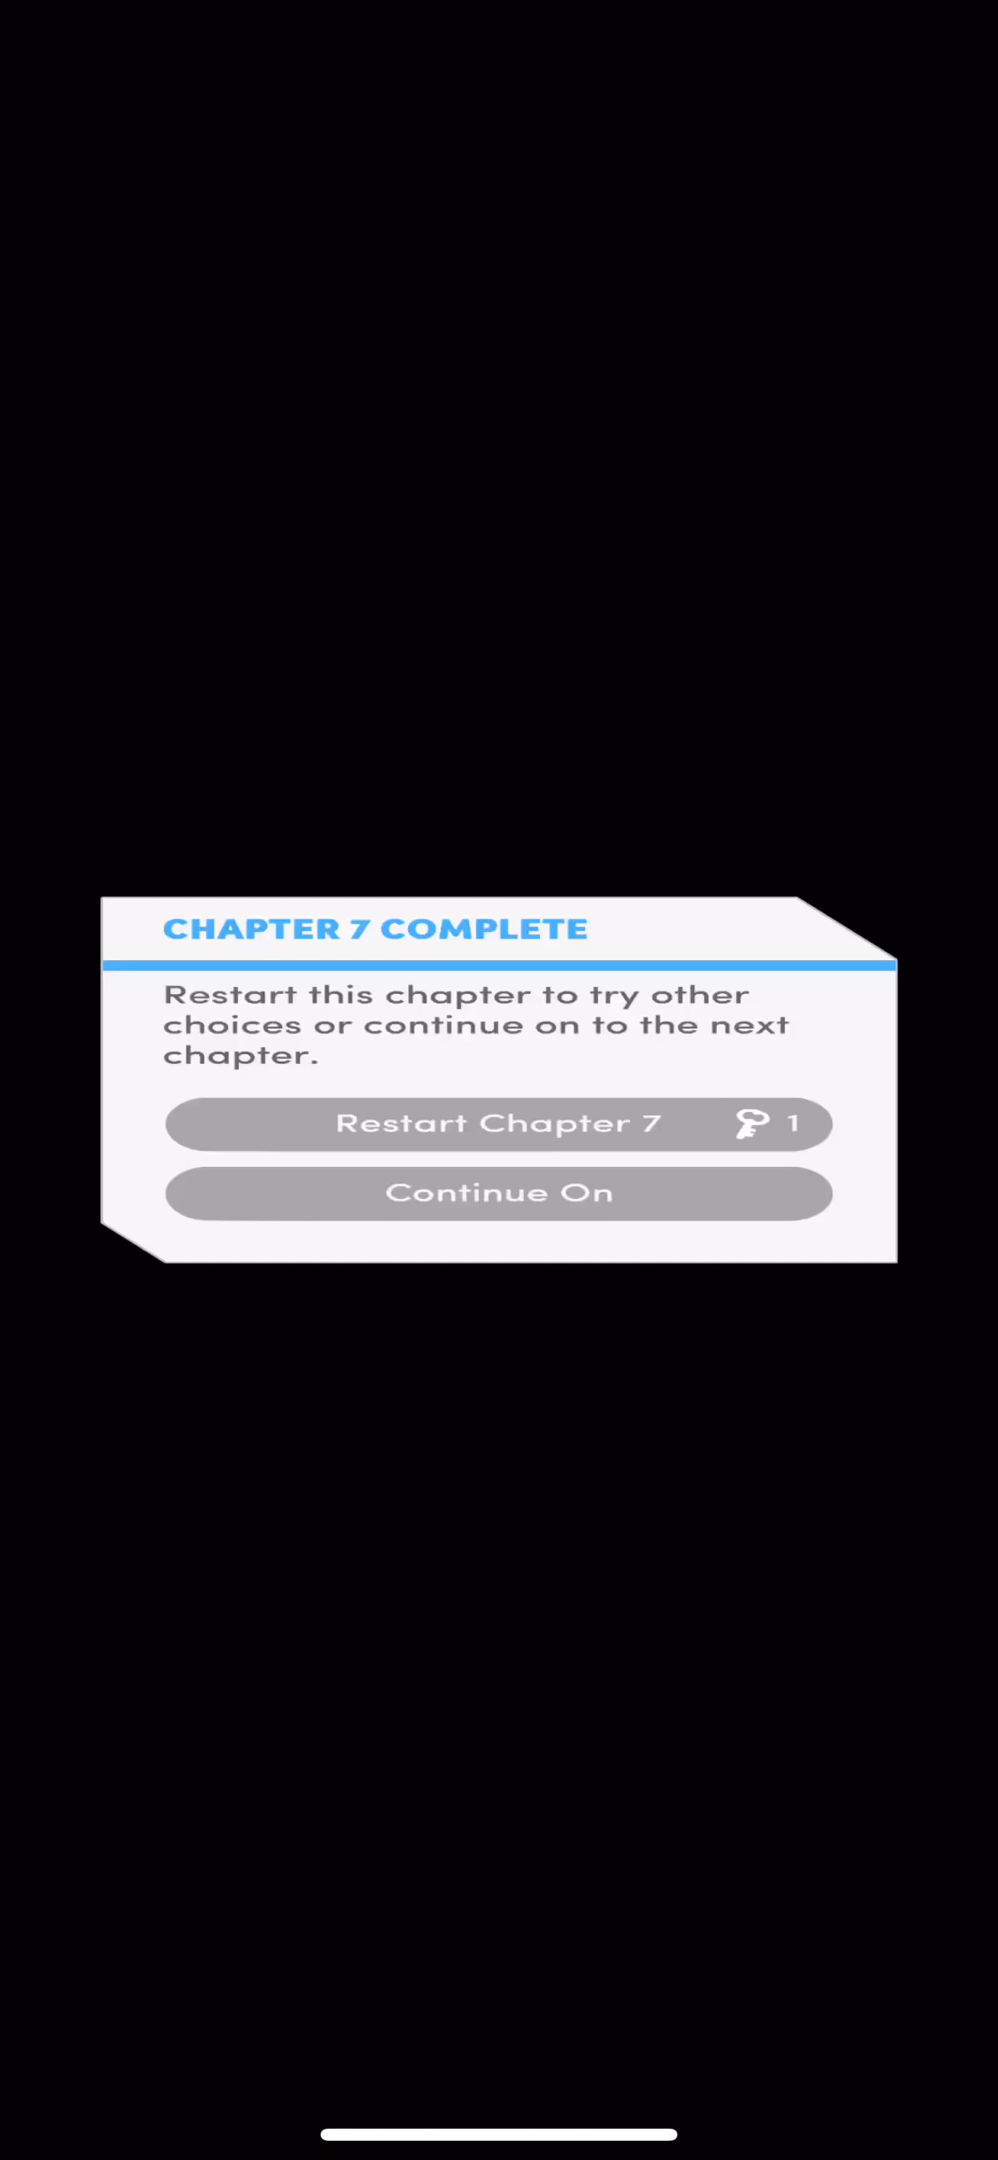 CHAPTER 7 COMPLETE
Restart this chapter to try other
choices or continue on to the next
chapter.
Restart Chapter 7 1
Continue On